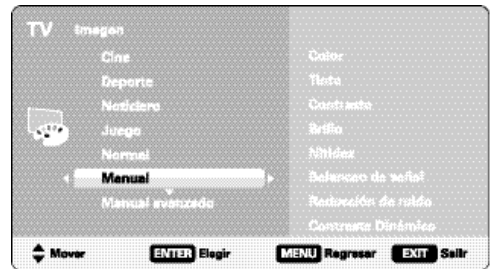 TV Imagen
Cine
Deporte
Noticiero
Juego
Normal
Manual
Manual avanzado
Color
Tinte
Contraste
Brillo
Nitidez
Balanceo de señal
Reducción de ruido
Contraste Dinámico
Mover ENTER Elegir MENU Regresar EXIT Salir